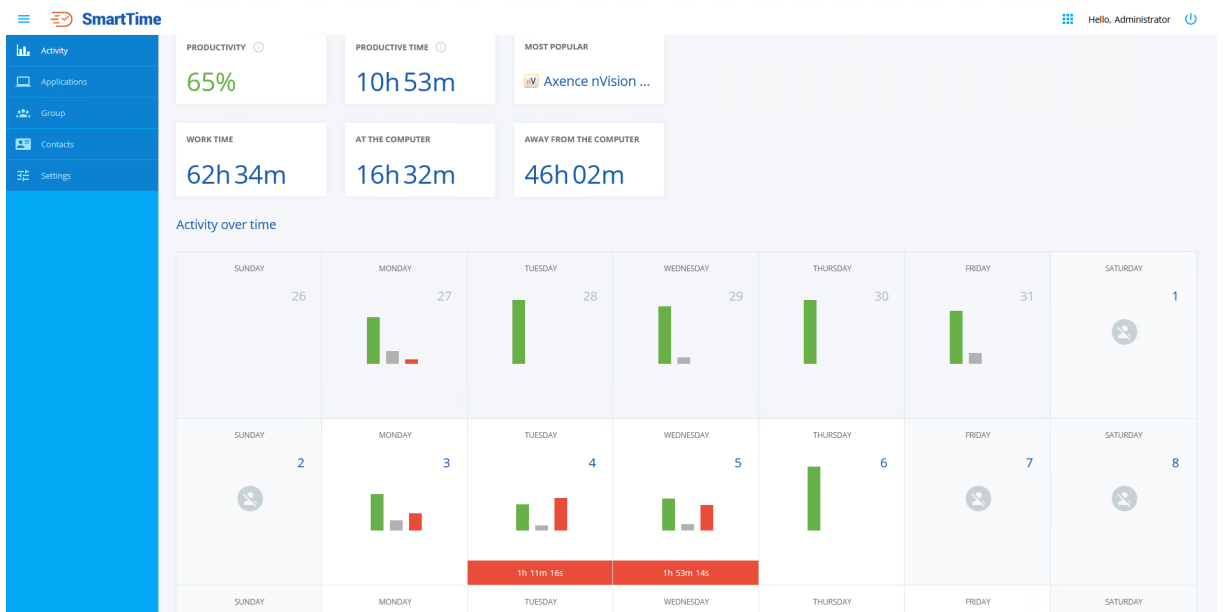 SmartTime
Hello, Administrator
Activity
Applications
Group
Contacts
Settings
PRODUCTIVITY
65%
PRODUCTIVE TIME
10h 53m
MOST POPULAR
nV Axence nVision ...
WORK TIME
62h 34m
AT THE COMPUTER
16h 32m
AWAY FROM THE COMPUTER
46h 02m
Activity over time
SUNDAY MONDAY TUESDAY WEDNESDAY THURSDAY FRIDAY SATURDAY
26 27 28 29 30 31 1
SUNDAY MONDAY TUESDAY WEDNESDAY THURSDAY FRIDAY SATURDAY
2 3 4 5 6 7 8
1h 11m 16s 1h 53m 14s
SUNDAY MONDAY TUESDAY WEDNESDAY THURSDAY FRIDAY SATURDAY